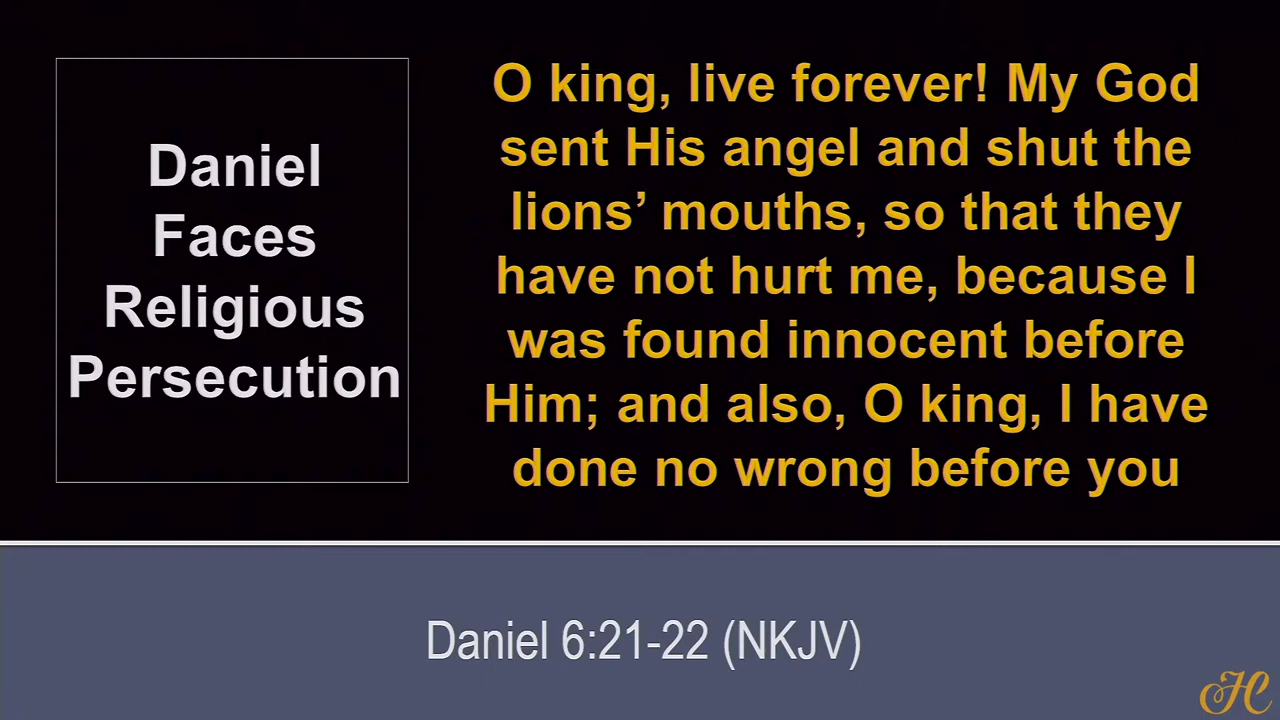 Daniel
Faces
Religious
Persecution
O king, live forever! My God
sent His angel and shut the
lions’ mouths, so that they
have not hurt me, because I
was found innocent before
Him; and also, O king, I have
done no wrong before you
Daniel 6:21-22 (NKJV)
HC